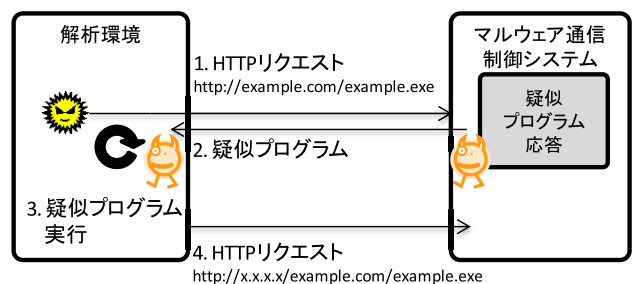 解析環境
マルウェア通信
制御システム
1. HTTPリクエスト
http://example.com/example.exe
疑似
プログラム
応答
2. 疑似プログラム
3. 疑似プログラム
実行
4. HTTPリクエスト
http://x.x.x.x/example.com/example.exe